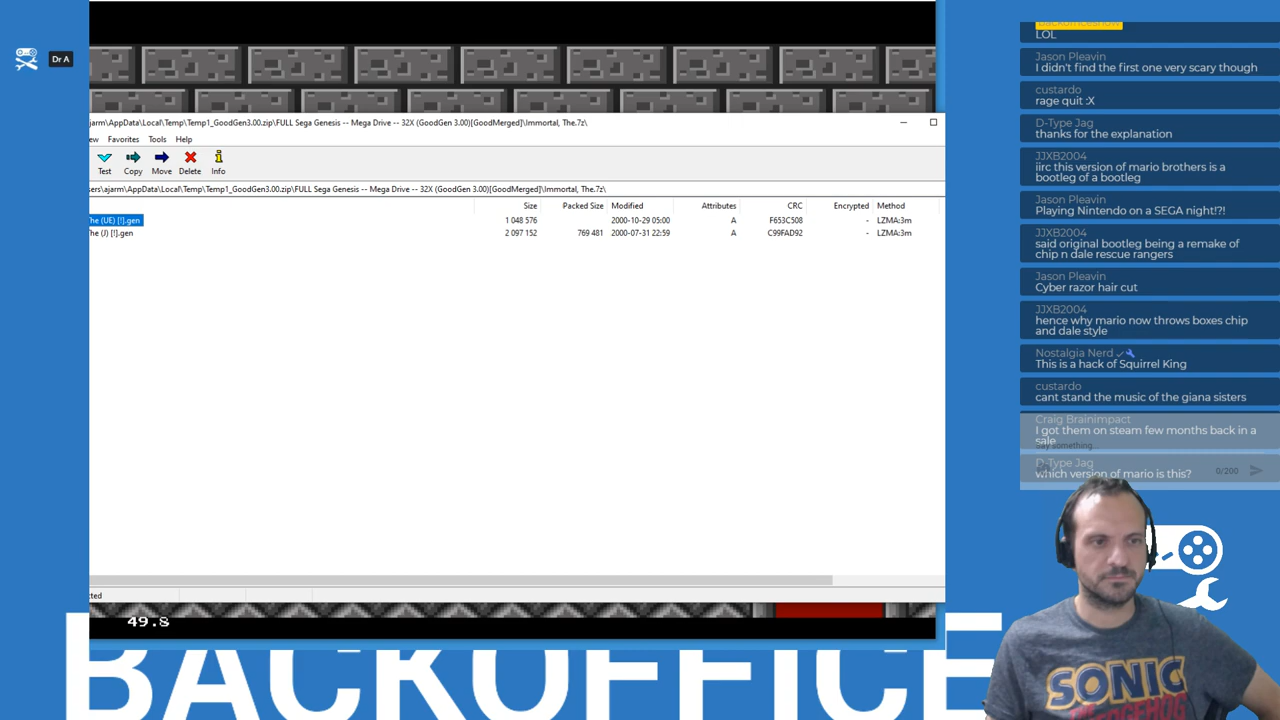 Dr A
ajarm\AppData\Local\Temp\Temp1_GoodGen3.00.zip\FULL Sega Genesis -- Mega Drive -- 32X (GoodGen 3.00)[GoodMerged]\Immortal, The.7z\
Favorites Tools Help
Test Copy Move Delete Info
ers\ajarm\AppData\Local\Temp\Temp1_GoodGen3.00.zip\FULL Sega Genesis -- Mega Drive -- 32X (GoodGen 3.00)[GoodMerged]\Immortal, The.7z\
Size Packed Size Modified Attributes CRC Encrypted Method
The (UE) [!].gen 1 048 576 2000-10-29 05:00 A F653C508 - LZMA:3m
The (J) [!].gen 2 097 152 769 481 2000-07-31 22:59 A C99FAD92 - LZMA:3m
49.8
BACKOFFICE
LOL
Jason Pleavin
I didn't find the first one very scary though
custardo
rage quit :X
D-Type Jag
thanks for the explanation
JJXB2004
iirc this version of mario brothers is a
bootleg of a bootleg
Jason Pleavin
Playing Nintendo on a SEGA night!?!
JJXB2004
said original bootleg being a remake of
chip n dale rescue rangers
Jason Pleavin
Cyber razor hair cut
JJXB2004
hence why mario now throws boxes chip
and dale style
Nostalgia Nerd
This is a hack of Squirrel King
custardo
cant stand the music of the giana sisters
Craig Brainimpact
I got them on steam few months back in a
sale
Say something...
D-Type Jag
which version of mario is this?
0/200
SONIC